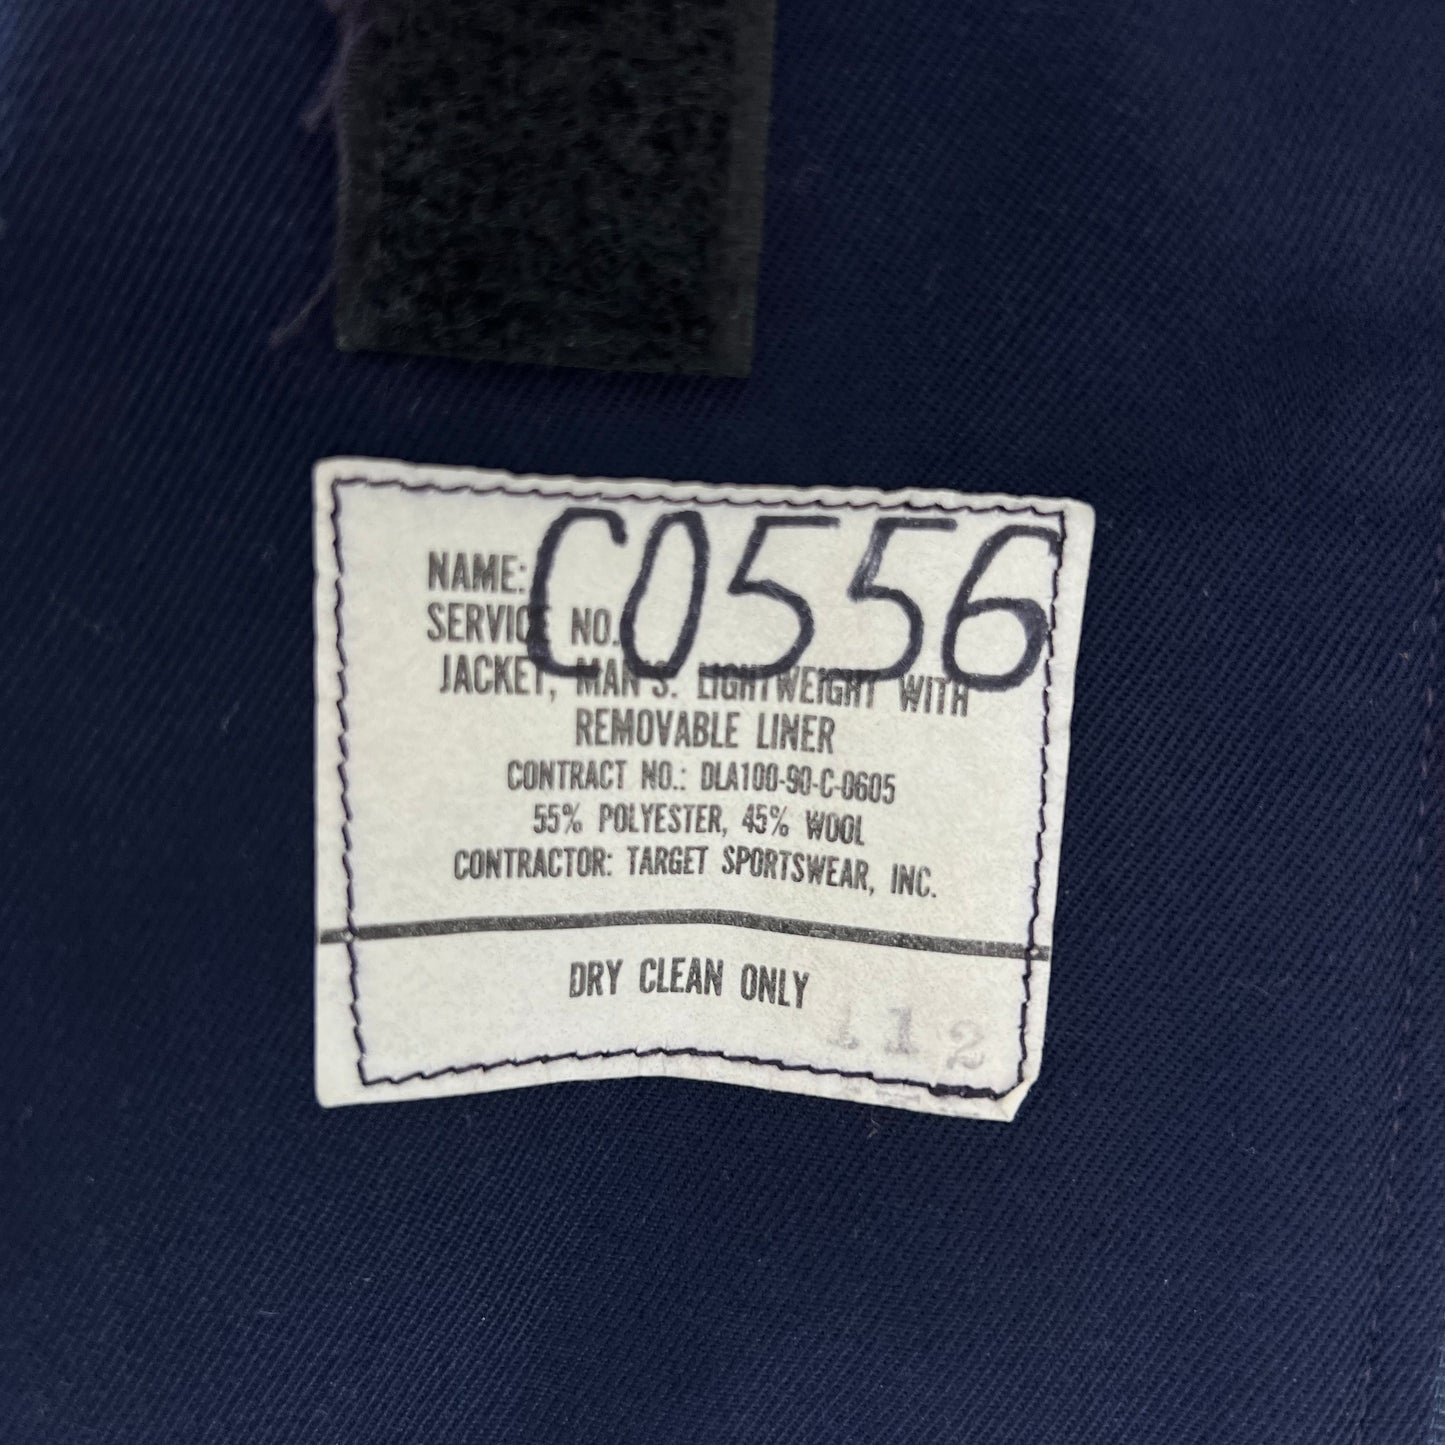 C0556
NAME:
SERVICE NO.
JACKET, MAN'S. LIGHTWEIGHT WITH
REMOVABLE LINER
CONTRACT NO.: DLA100-90-C-0605
55% POLYESTER, 45% WOOL
CONTRACTOR: TARGET SPORTSWEAR, INC.
DRY CLEAN ONLY
112